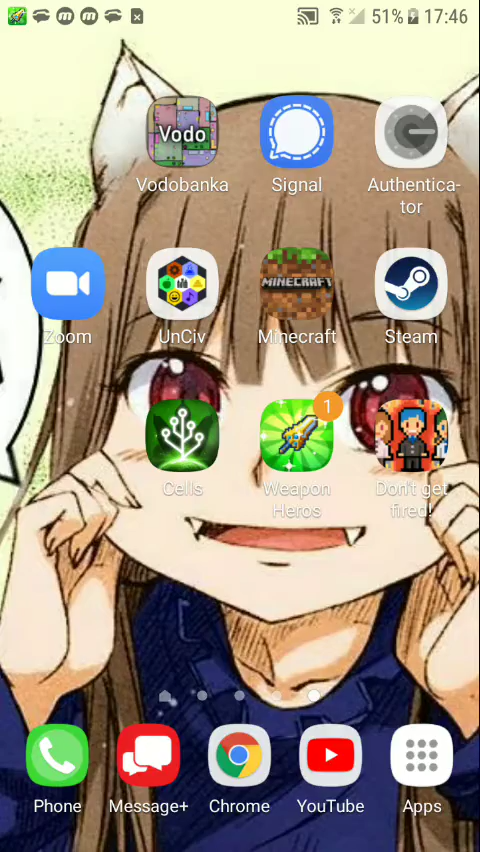 51% 17:46
Vodo
Vodobanka
Signal
Authentica-
tor
Zoom
UnCiv
MINECRAFT
Minecraft
Steam
1
Cells
Weapon
Heros
Don't get
fired!
Phone
Message+
Chrome
YouTube
Apps